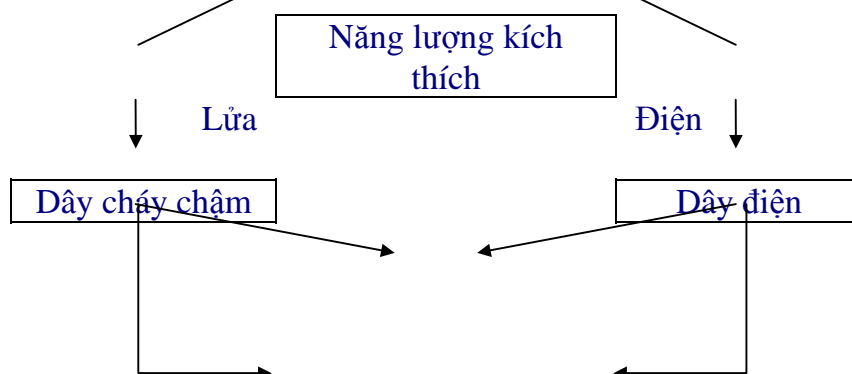 Năng lượng kích
thích
Lửa
Điện
Dây cháy chậm
Dây điện